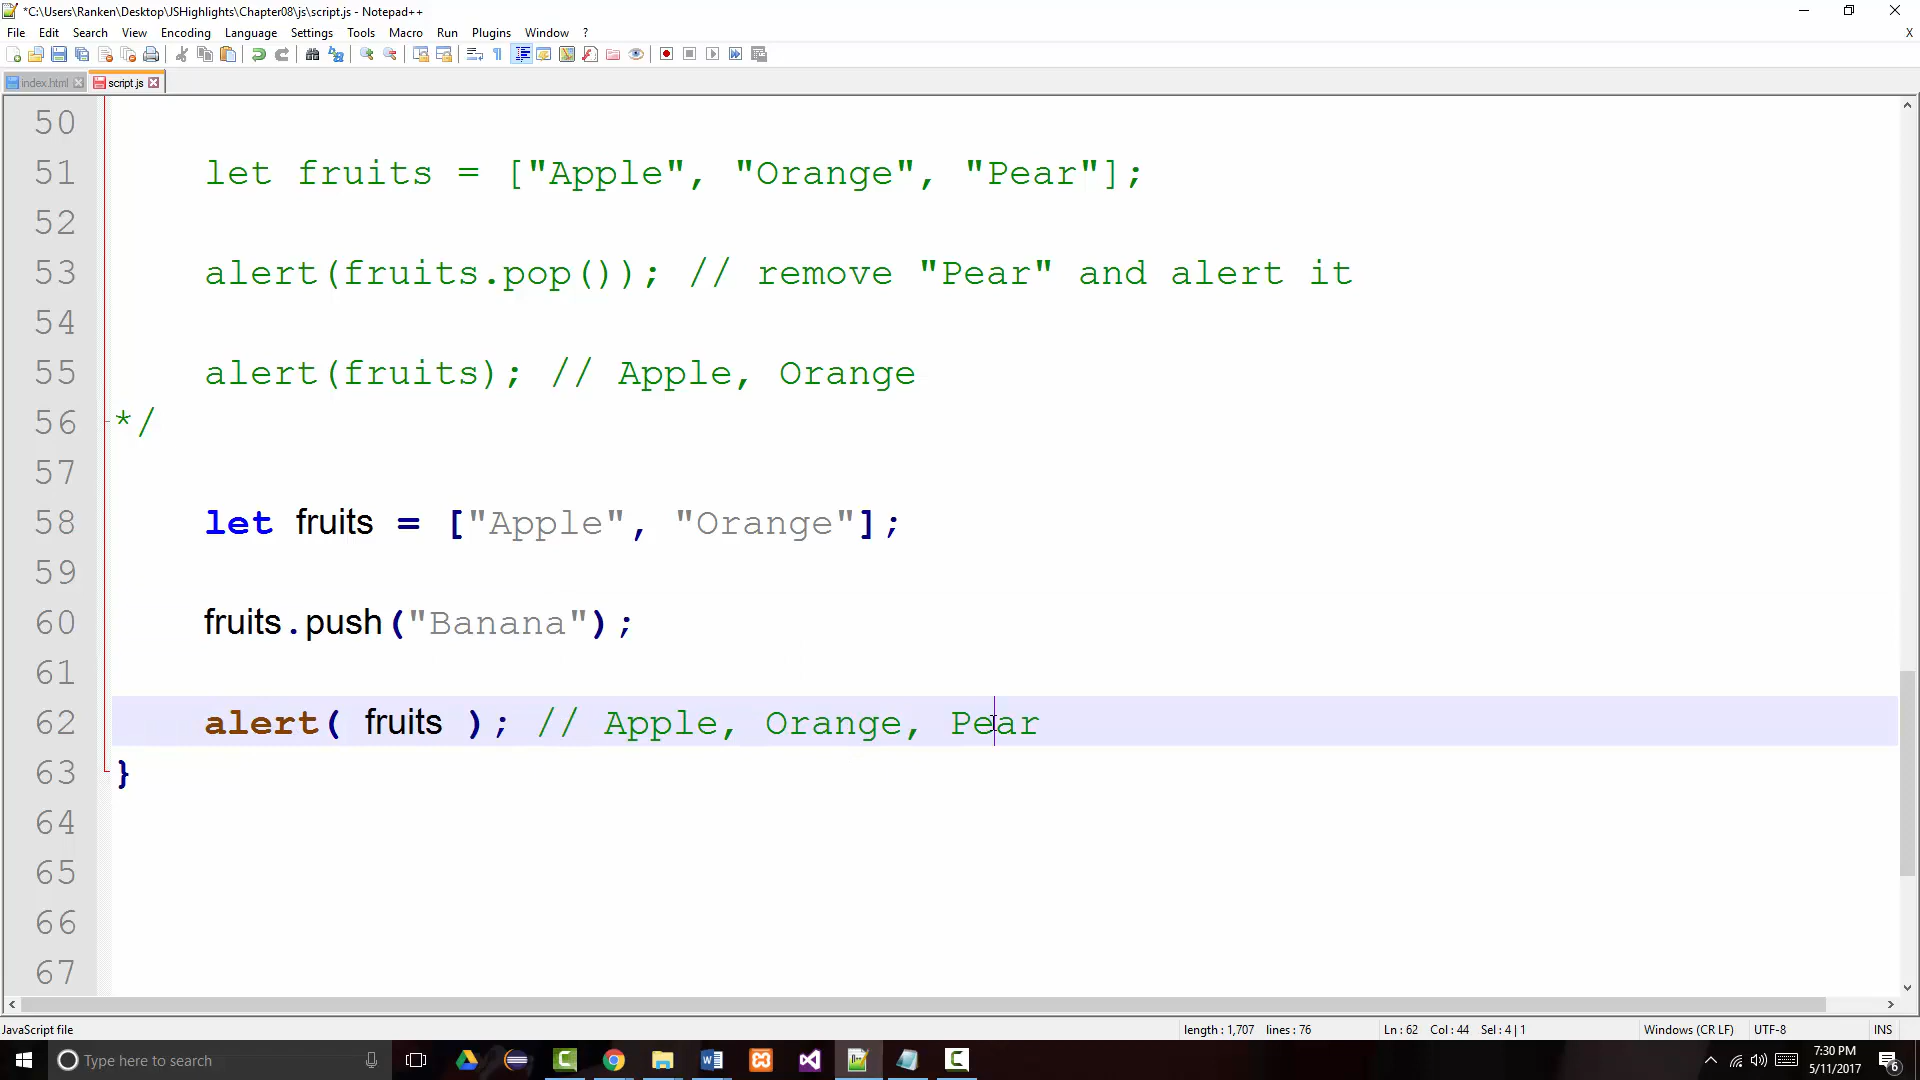 *C:\Users\Ranken\Desktop\JSHighlights\Chapter08\js\script.js - Notepad++
File Edit Search View Encoding Language Settings Tools Macro Run Plugins Window ? X
index.html script.js
50
51 let fruits = ["Apple", "Orange", "Pear"];
52
53 alert(fruits.pop()); // remove "Pear" and alert it
54
55 alert(fruits); // Apple, Orange
56 */
57
58 let fruits = ["Apple", "Orange"];
59
60 fruits.push("Banana");
61
62 alert( fruits ); // Apple, Orange, Pear
63 }
64
65
66
67
JavaScript file length : 1,707 lines : 76 Ln : 62 Col : 44 Sel : 4 | 1 Windows (CR LF) UTF-8 INS
Type here to search 7:30 PM
5/11/2017 6